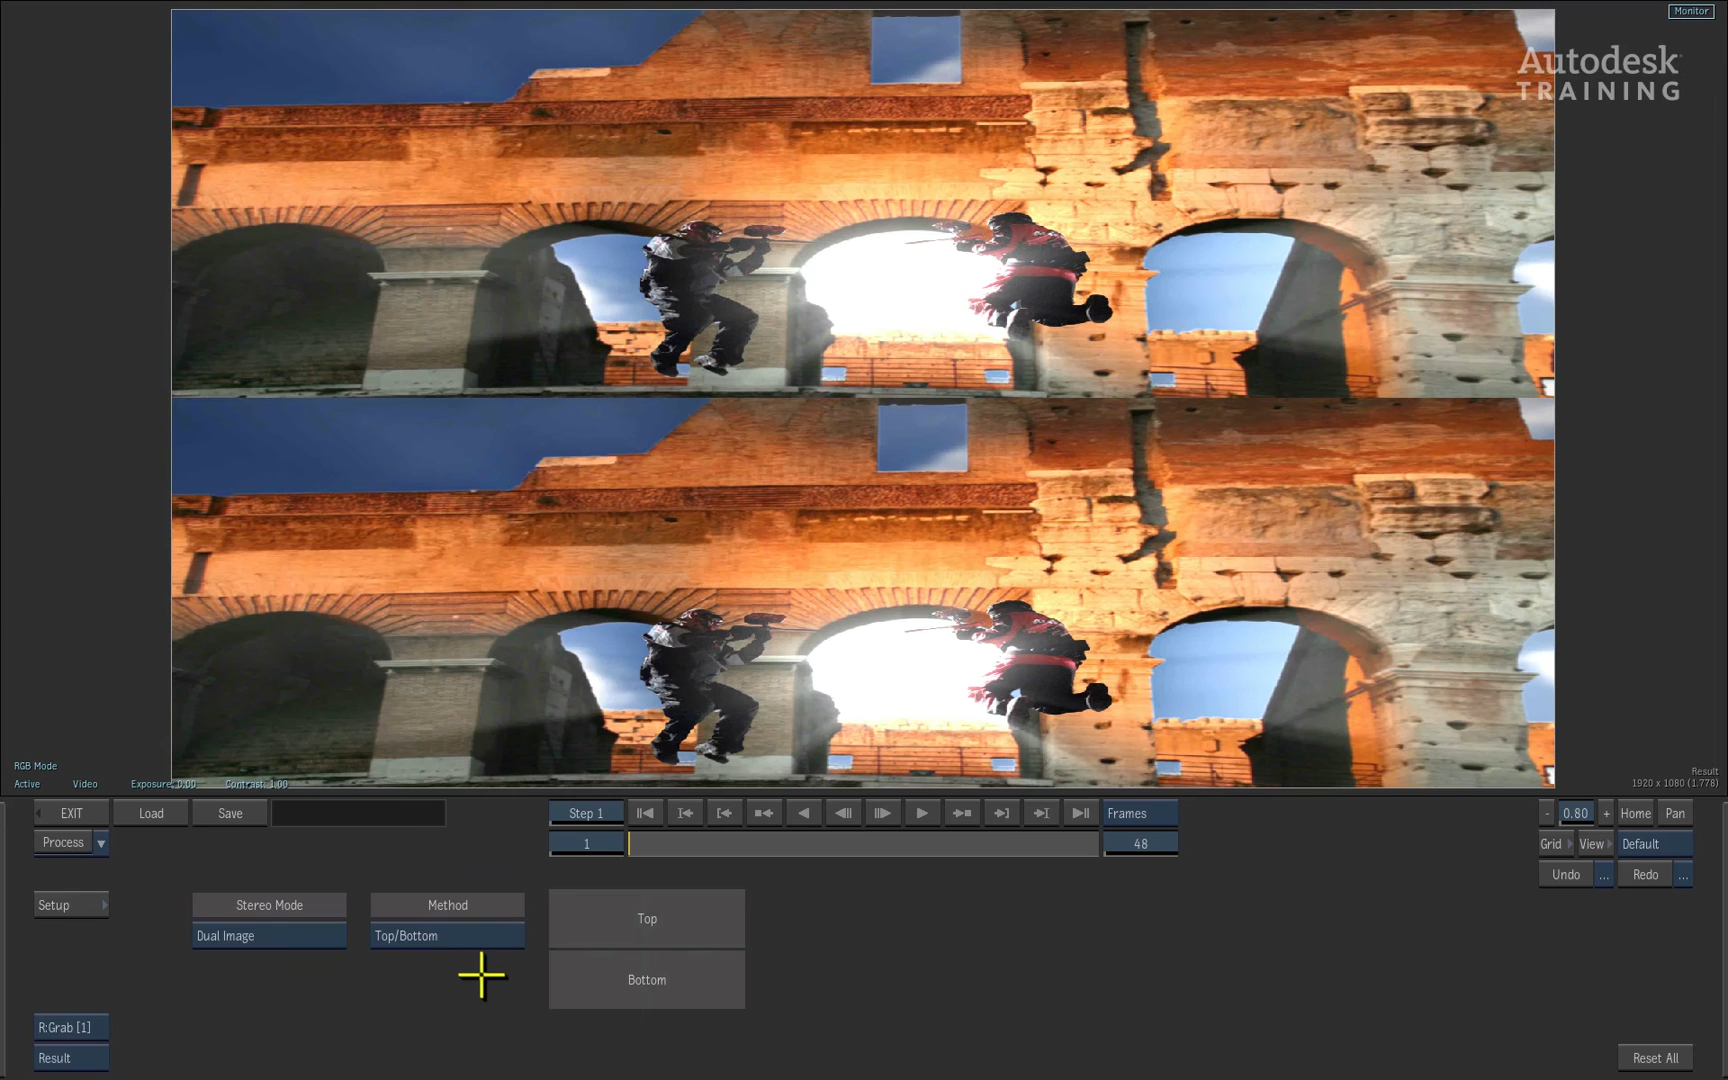 Monitor
Autodesk
TRAINING
RGB Mode
Active Video Exposure: 0.00 Contrast: 1.00
Result
1920 x 1080 (1.778)
EXIT Load Save Step 1 Frames - 0.80 + Home Pan
Process 1 48 Grid View Default
Undo ... Redo ...
Setup Stereo Mode Method Top
Dual Image Top/Bottom
Bottom
R:Grab [1]
Result Reset All